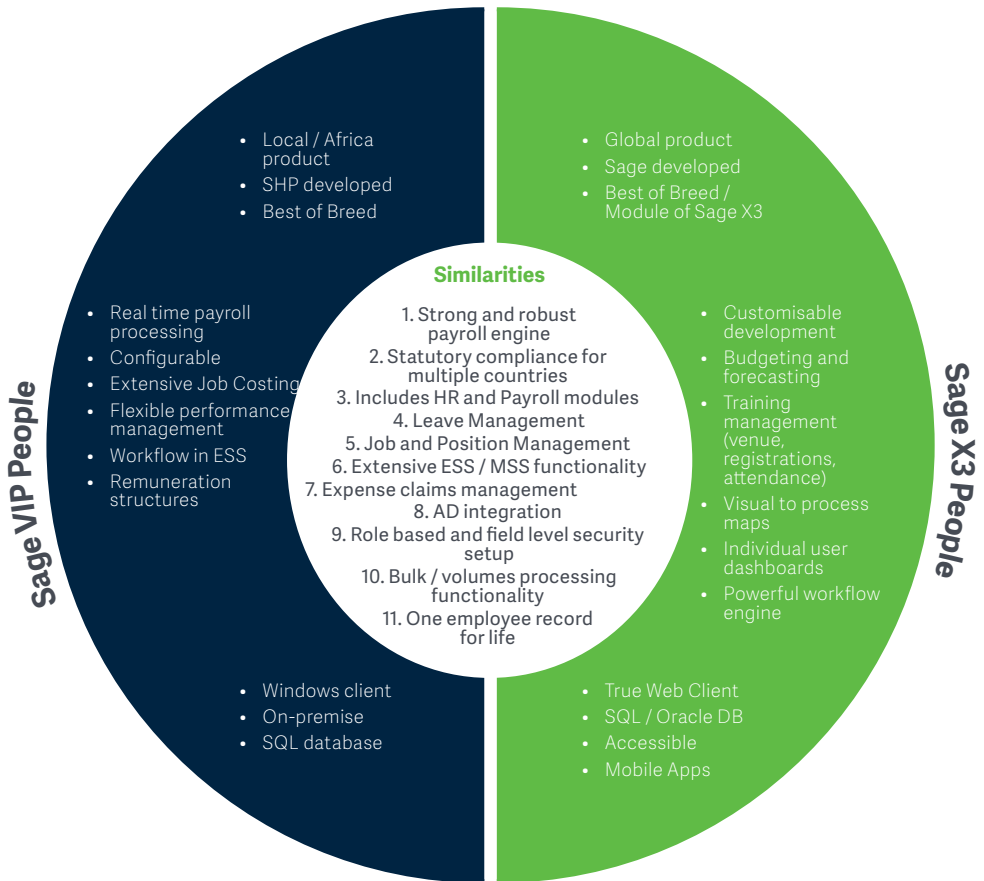 Sage VIP People
• Local / Africa
product
• SHP developed
• Best of Breed
• Real time payroll
processing
• Configurable
• Extensive Job Costing
• Flexible performance
management
• Workflow in ESS
• Remuneration
structures
• Windows client
• On-premise
• SQL database
Similarities
1. Strong and robust
payroll engine
2. Statutory compliance for
multiple countries
3. Includes HR and Payroll modules
4. Leave Management
5. Job and Position Management
6. Extensive ESS / MSS functionality
7. Expense claims management
8. AD integration
9. Role based and field level security
setup
10. Bulk / volumes processing
functionality
11. One employee record
for life
Sage X3 People
• Global product
• Sage developed
• Best of Breed /
Module of Sage X3
• Customisable
development
• Budgeting and
forecasting
• Training
management
(venue,
registrations,
attendance)
• Visual to process
maps
• Individual user
dashboards
• Powerful workflow
engine
• True Web Client
• SQL / Oracle DB
• Accessible
• Mobile Apps